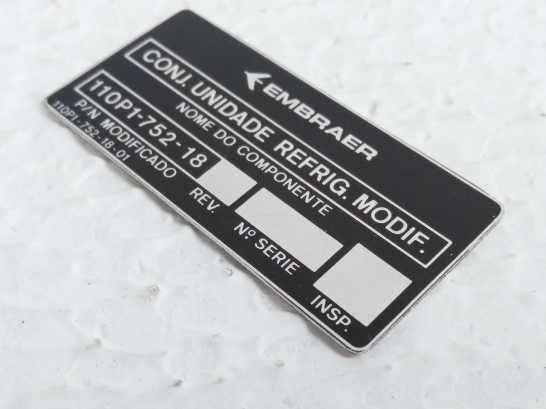 EMBRAER
CONJ. UNIDADE REFRIG. MODIF.
NOME DO COMPONENTE
110P1-752-18
P/N MODIFICADO REV. Nº SERIE INSP.
110P1-752-18-01